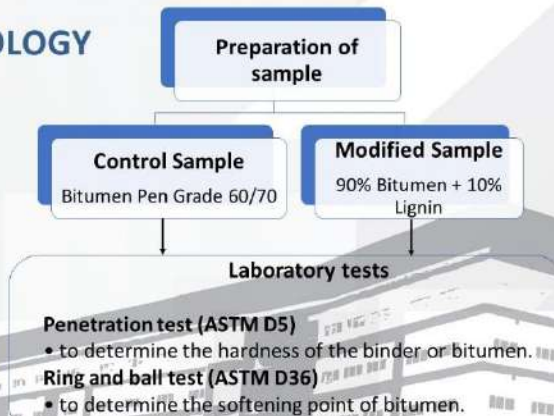 OLOGY
Preparation of
sample
Control Sample
Bitumen Pen Grade 60/70
Modified Sample
90% Bitumen + 10%
Lignin
Laboratory tests
Penetration test (ASTM D5)
• to determine the hardness of the binder or bitumen.
Ring and ball test (ASTM D36)
• to determine the softening point of bitumen.